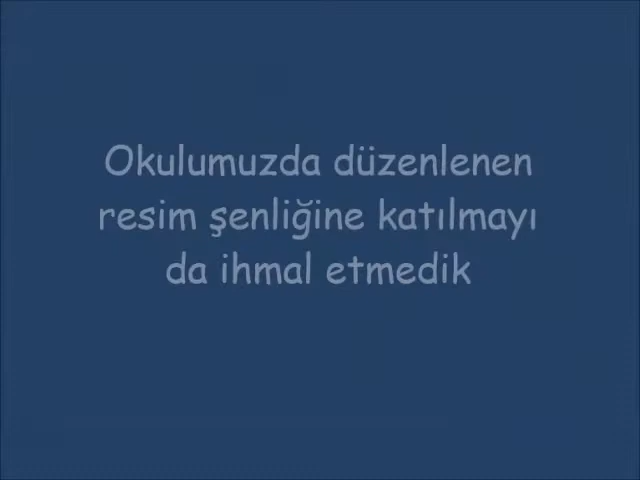 Okulumuzda düzenlenen
resim şenliğine katılmayı
da ihmal etmedik